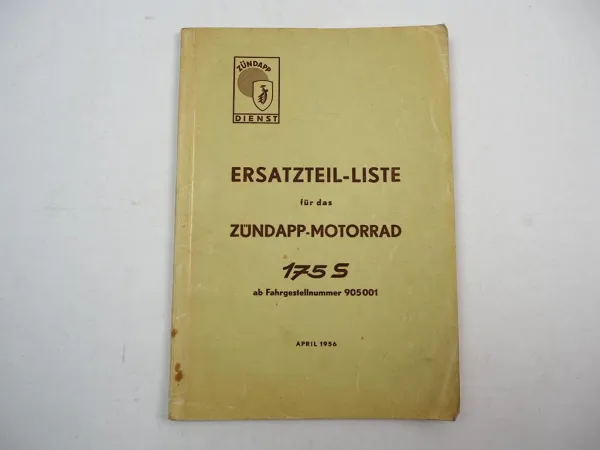 ZÜNDAPP
DIENST
ERSATZTEIL-LISTE
für das
ZÜNDAPP-MOTORRAD
175 S
ab Fahrgestellnummer 905001
APRIL 1956